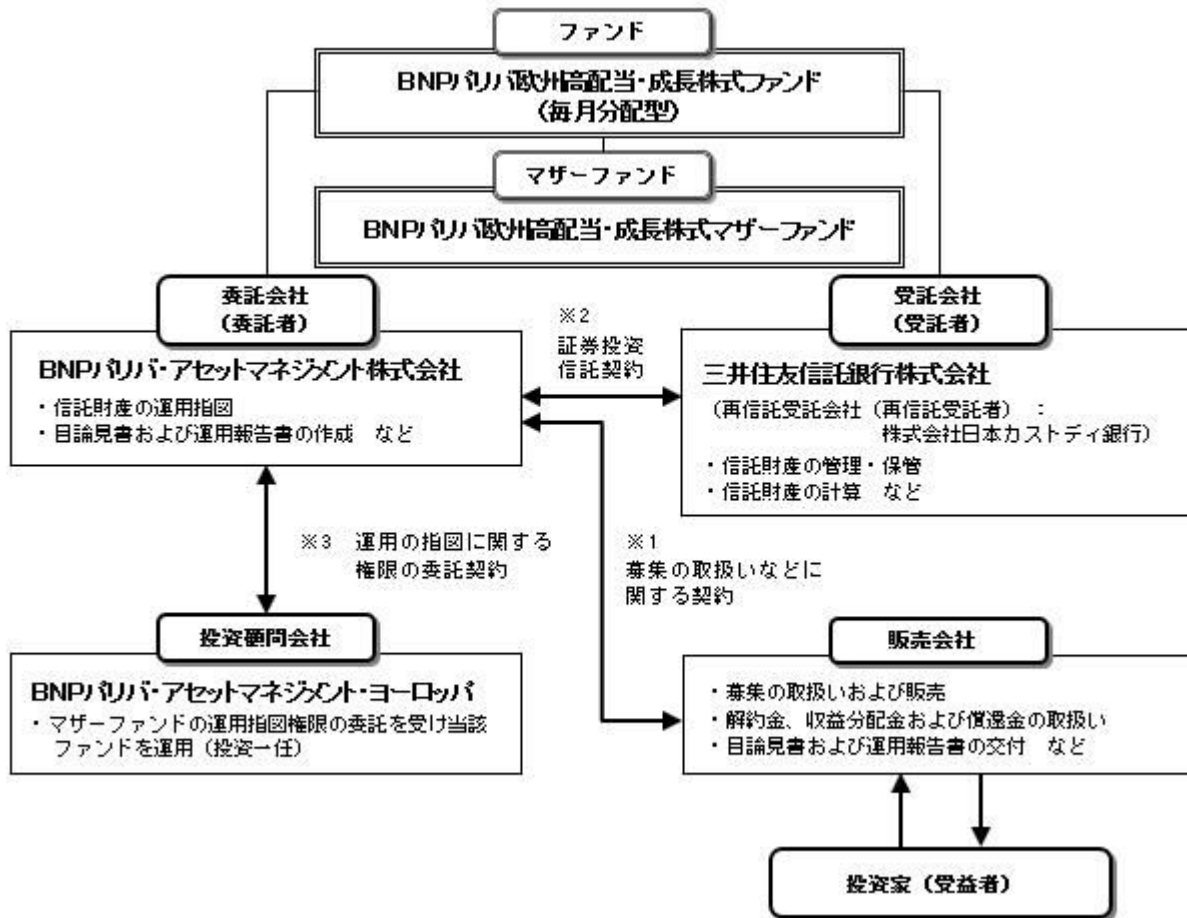 ファンド
BNPパリバ欧州高配当・成長株式ファンド
(毎月分配型)
マザーファンド
BNPパリバ欧州高配当・成長株式マザーファンド
委託会社
(委託者)
BNPパリバ・アセットマネジメント株式会社
・信託財産の運用指図
・目論見書および運用報告書の作成 など
※2
証券投資
信託契約
受託会社
(受託者)
三井住友信託銀行株式会社
(再信託受託会社(再信託受託者) :
株式会社日本カストディ銀行)
・信託財産の管理・保管
・信託財産の計算 など
※3 運用の指図に関する
権限の委託契約
※1
募集の取扱いなどに
関する契約
投資顧問会社
BNPパリバ・アセットマネジメント・ヨーロッパ
・マザーファンドの運用指図権限の委託を受け当該
ファンドを運用(投資一任)
販売会社
・募集の取扱いおよび販売
・解約金、収益分配金および償還金の取扱い
・目論見書および運用報告書の交付 など
投資家(受益者)